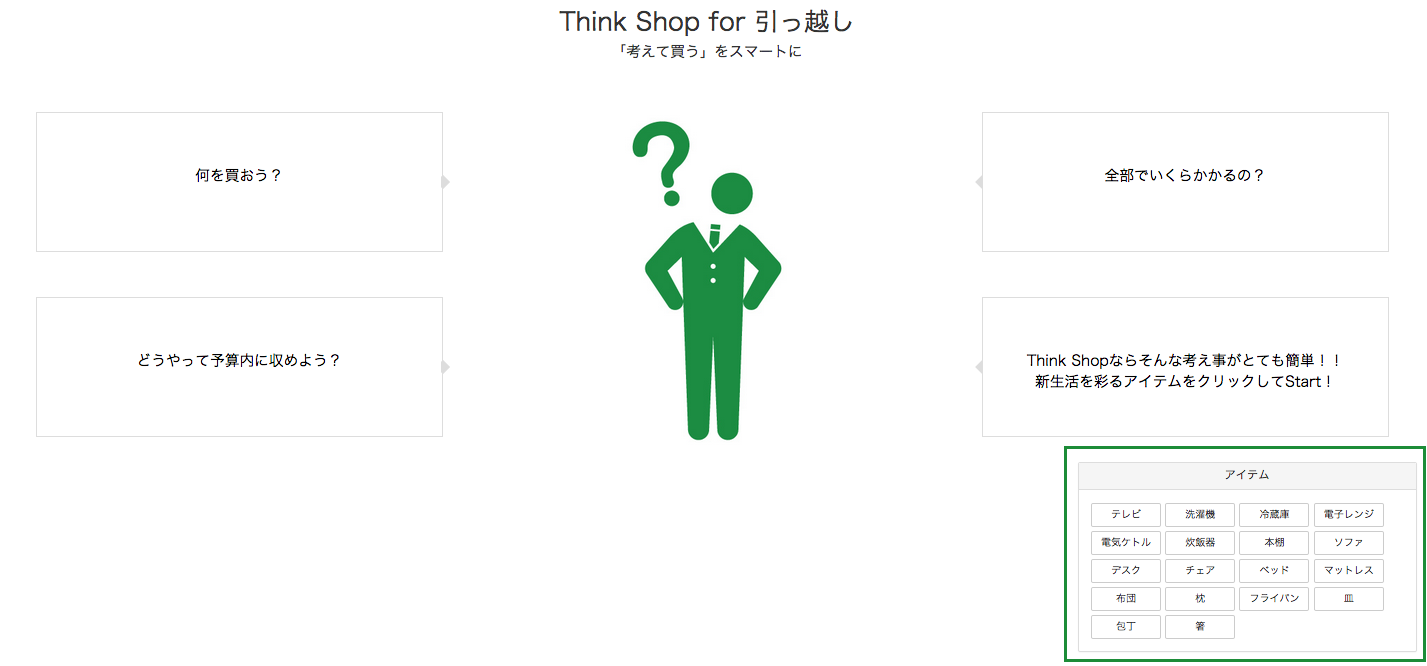 Think Shop for 引っ越し
「考えて買う」をスマートに
何を買おう？
全部でいくらかかるの？
どうやって予算内に収めよう？
Think Shopならそんな考え事がとても簡単！！
新生活を彩るアイテムをクリックしてStart！
アイテム
テレビ 洗濯機 冷蔵庫 電子レンジ
電気ケトル 炊飯器 本棚 ソファ
デスク チェア ベッド マットレス
布団 枕 フライパン 皿
包丁 箸